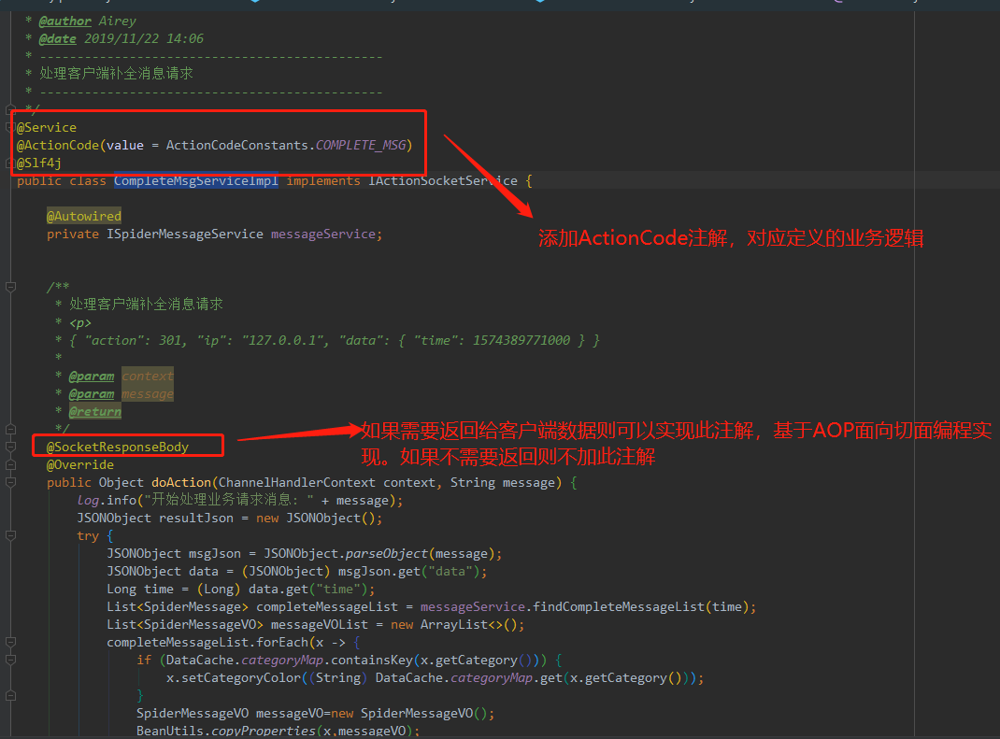 * @author Airey
* @date 2019/11/22 14:06
* ----------------------------------------------
* 处理客户端补全消息请求
* ----------------------------------------------
*/
@Service
@ActionCode(value = ActionCodeConstants.COMPLETE_MSG)
@Slf4j
public class CompleteMsgServiceImpl implements IActionSocketService {
@Autowired
private ISpiderMessageService messageService;
添加ActionCode注解，对应定义的业务逻辑
/**
* 处理客户端补全消息请求
* <p>
* { "action": 301, "ip": "127.0.0.1", "data": { "time": 1574389771000 } }
*
* @param context
* @param message
* @return
*/
如果需要返回给客户端数据则可以实现此注解，基于AOP面向切面编程实
现。如果不需要返回则不加此注解
@SocketResponseBody
@Override
public Object doAction(ChannelHandlerContext context, String message) {
log.info("开始处理业务请求消息: " + message);
JSONObject resultJson = new JSONObject();
try {
JSONObject msgJson = JSONObject.parseObject(message);
JSONObject data = (JSONObject) msgJson.get("data");
Long time = (Long) data.get("time");
List<SpiderMessage> completeMessageList = messageService.findCompleteMessageList(time);
List<SpiderMessageVO> messageVOList = new ArrayList<>();
completeMessageList.forEach(x -> {
if (DataCache.categoryMap.containsKey(x.getCategory())) {
x.setCategoryColor((String) DataCache.categoryMap.get(x.getCategory()));
}
SpiderMessageVO messageVO=new SpiderMessageVO();
BeanUtils.copyProperties(x,messageVO);